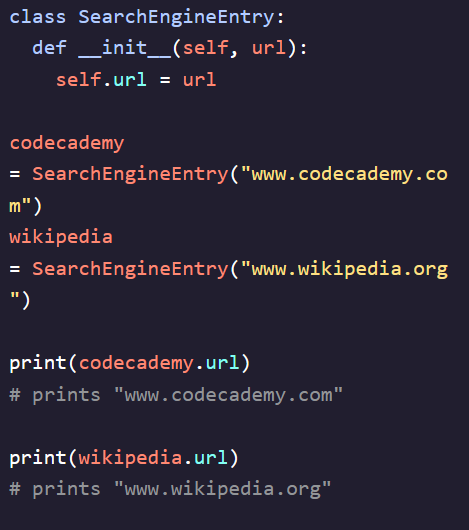 class SearchEngineEntry:
  def __init__(self, url):
    self.url = url

codecademy
= SearchEngineEntry("www.codecademy.co
m")
wikipedia
= SearchEngineEntry("www.wikipedia.org
")

print(codecademy.url)
# prints "www.codecademy.com"

print(wikipedia.url)
# prints "www.wikipedia.org"